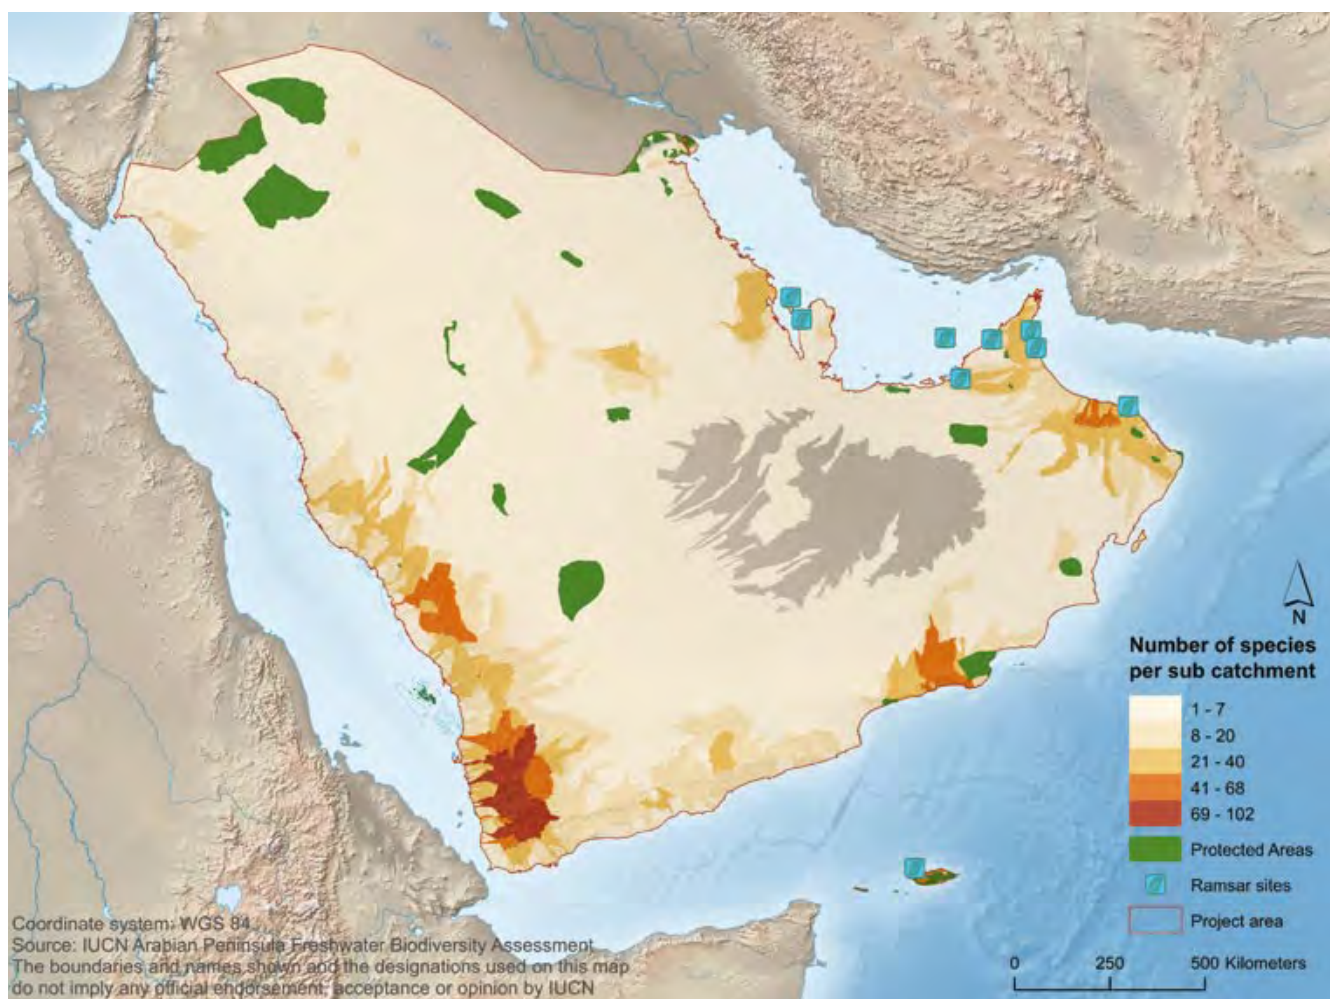 N
Number of species
per sub catchment
1 - 7
8 - 20
21 - 40
41 - 68
69 - 102
Protected Areas
Ramsar sites
Project area
0 250 500 Kilometers
Coordinate system: WGS 84
Source: IUCN Arabian Peninsula Freshwater Biodiversity Assessment
The boundaries and names shown and the designations used on this map
do not imply any official endorsement, acceptance or opinion by IUCN